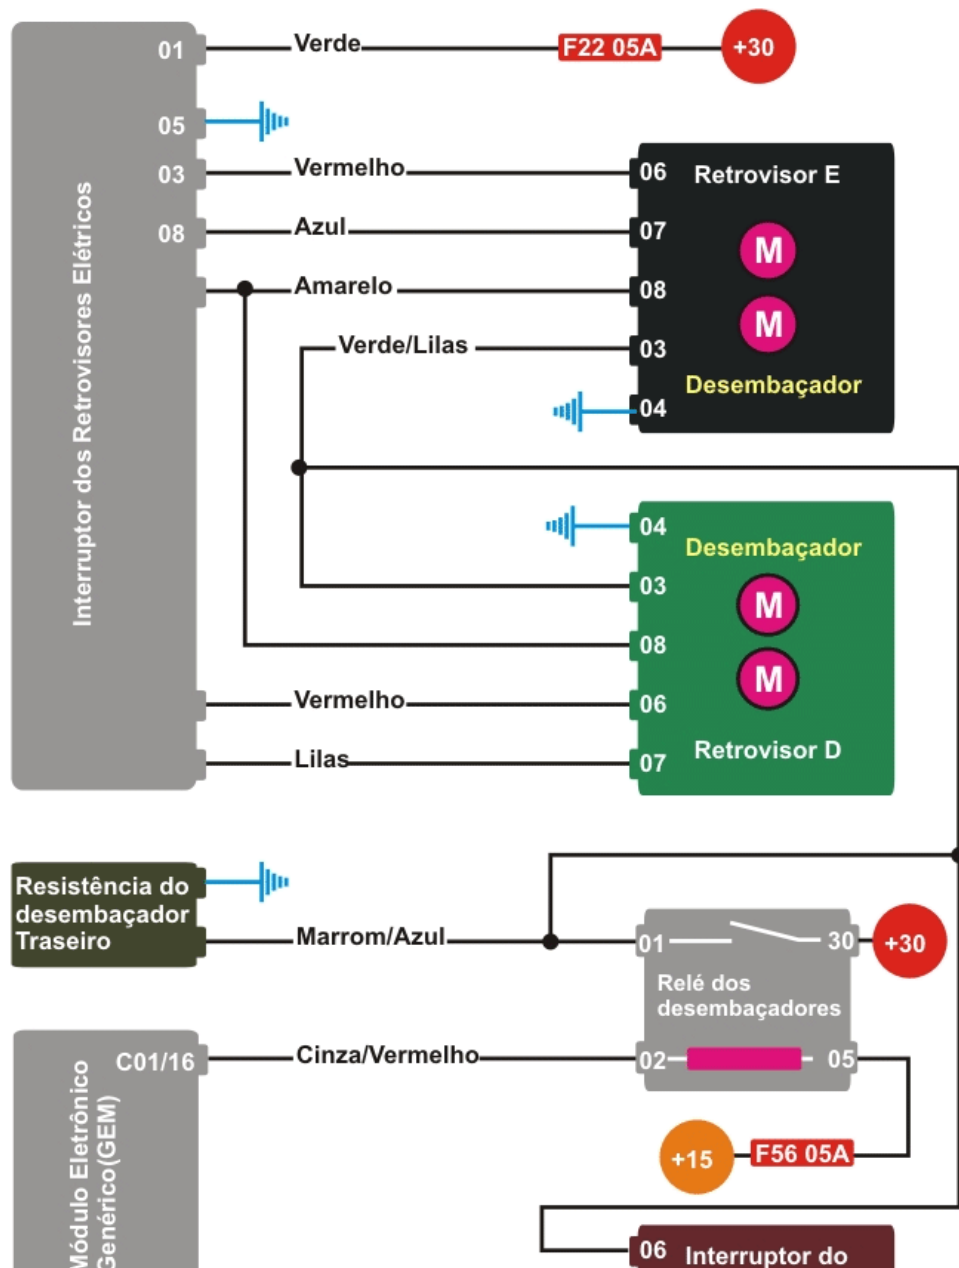 01
Verde
F22 05A
+30
05
03
Vermelho
06
Retrovisor E
08
Azul
07
M
Amarelo
08
M
Verde/Lilas
03
Desembaçador
04
Interruptor dos Retrovisores Elétricos
04
Desembaçador
03
M
08
M
Vermelho
06
Retrovisor D
Lilas
07
Resistência do
desembaçador
Traseiro
Marrom/Azul
01
30
+30
Relé dos
desembaçadores
C01/16
Cinza/Vermelho
02
05
Módulo Eletrônico
Genérico(GEM)
+15
F56 05A
06
Interruptor do